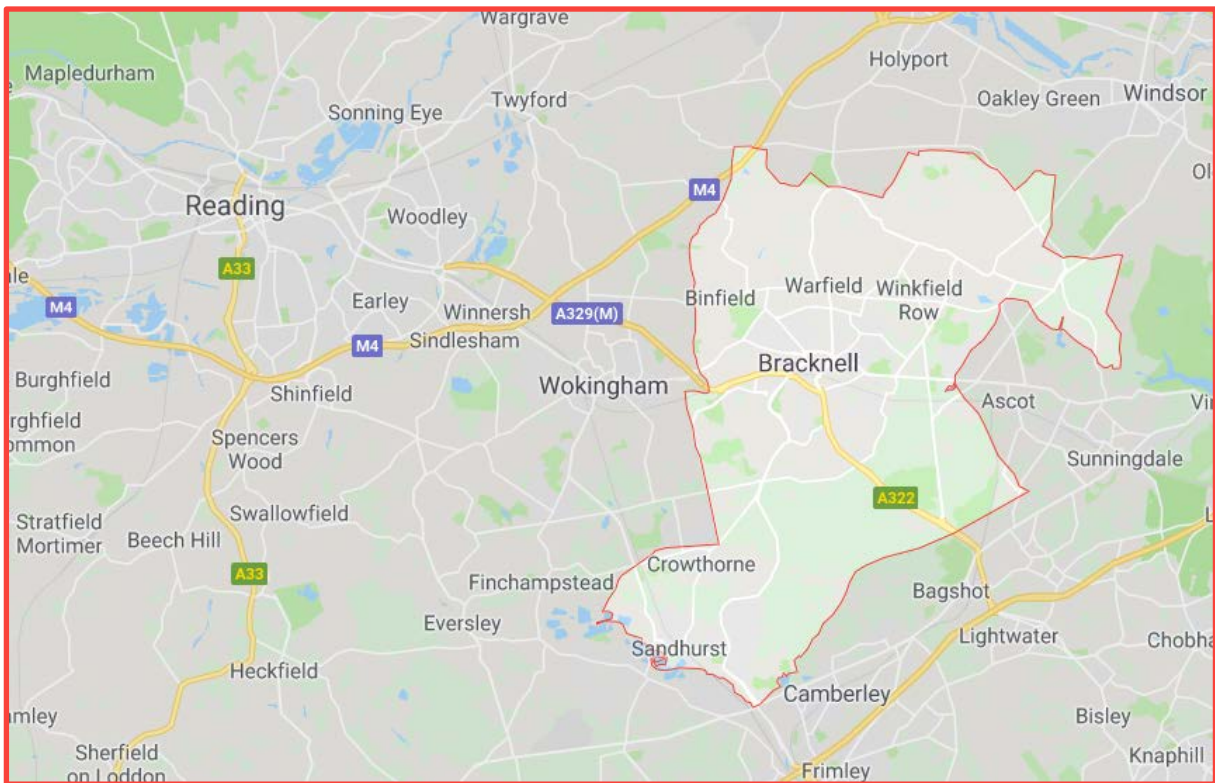 Wargrave
Holyport
Mapledurham
Twyford
Oakley Green
Windsor
Sonning Eye
M4
Reading
Woodley
A33
M4
Earley
Winnersh
A329(M)
Binfield
Warfield
Winkfield
Row
M4
Sindlesham
Bracknell
Burghfield
Shinfield
Wokingham
Ascot
Spencers
Wood
Sunningdale
A322
Stratfield
Mortimer
Beech Hill
Swallowfield
A33
Crowthorne
Finchampstead
Bagshot
Eversley
Sandhurst
Lightwater
Heckfield
Camberley
Bisley
Sherfield
on Loddon
Knaphill
Frimley